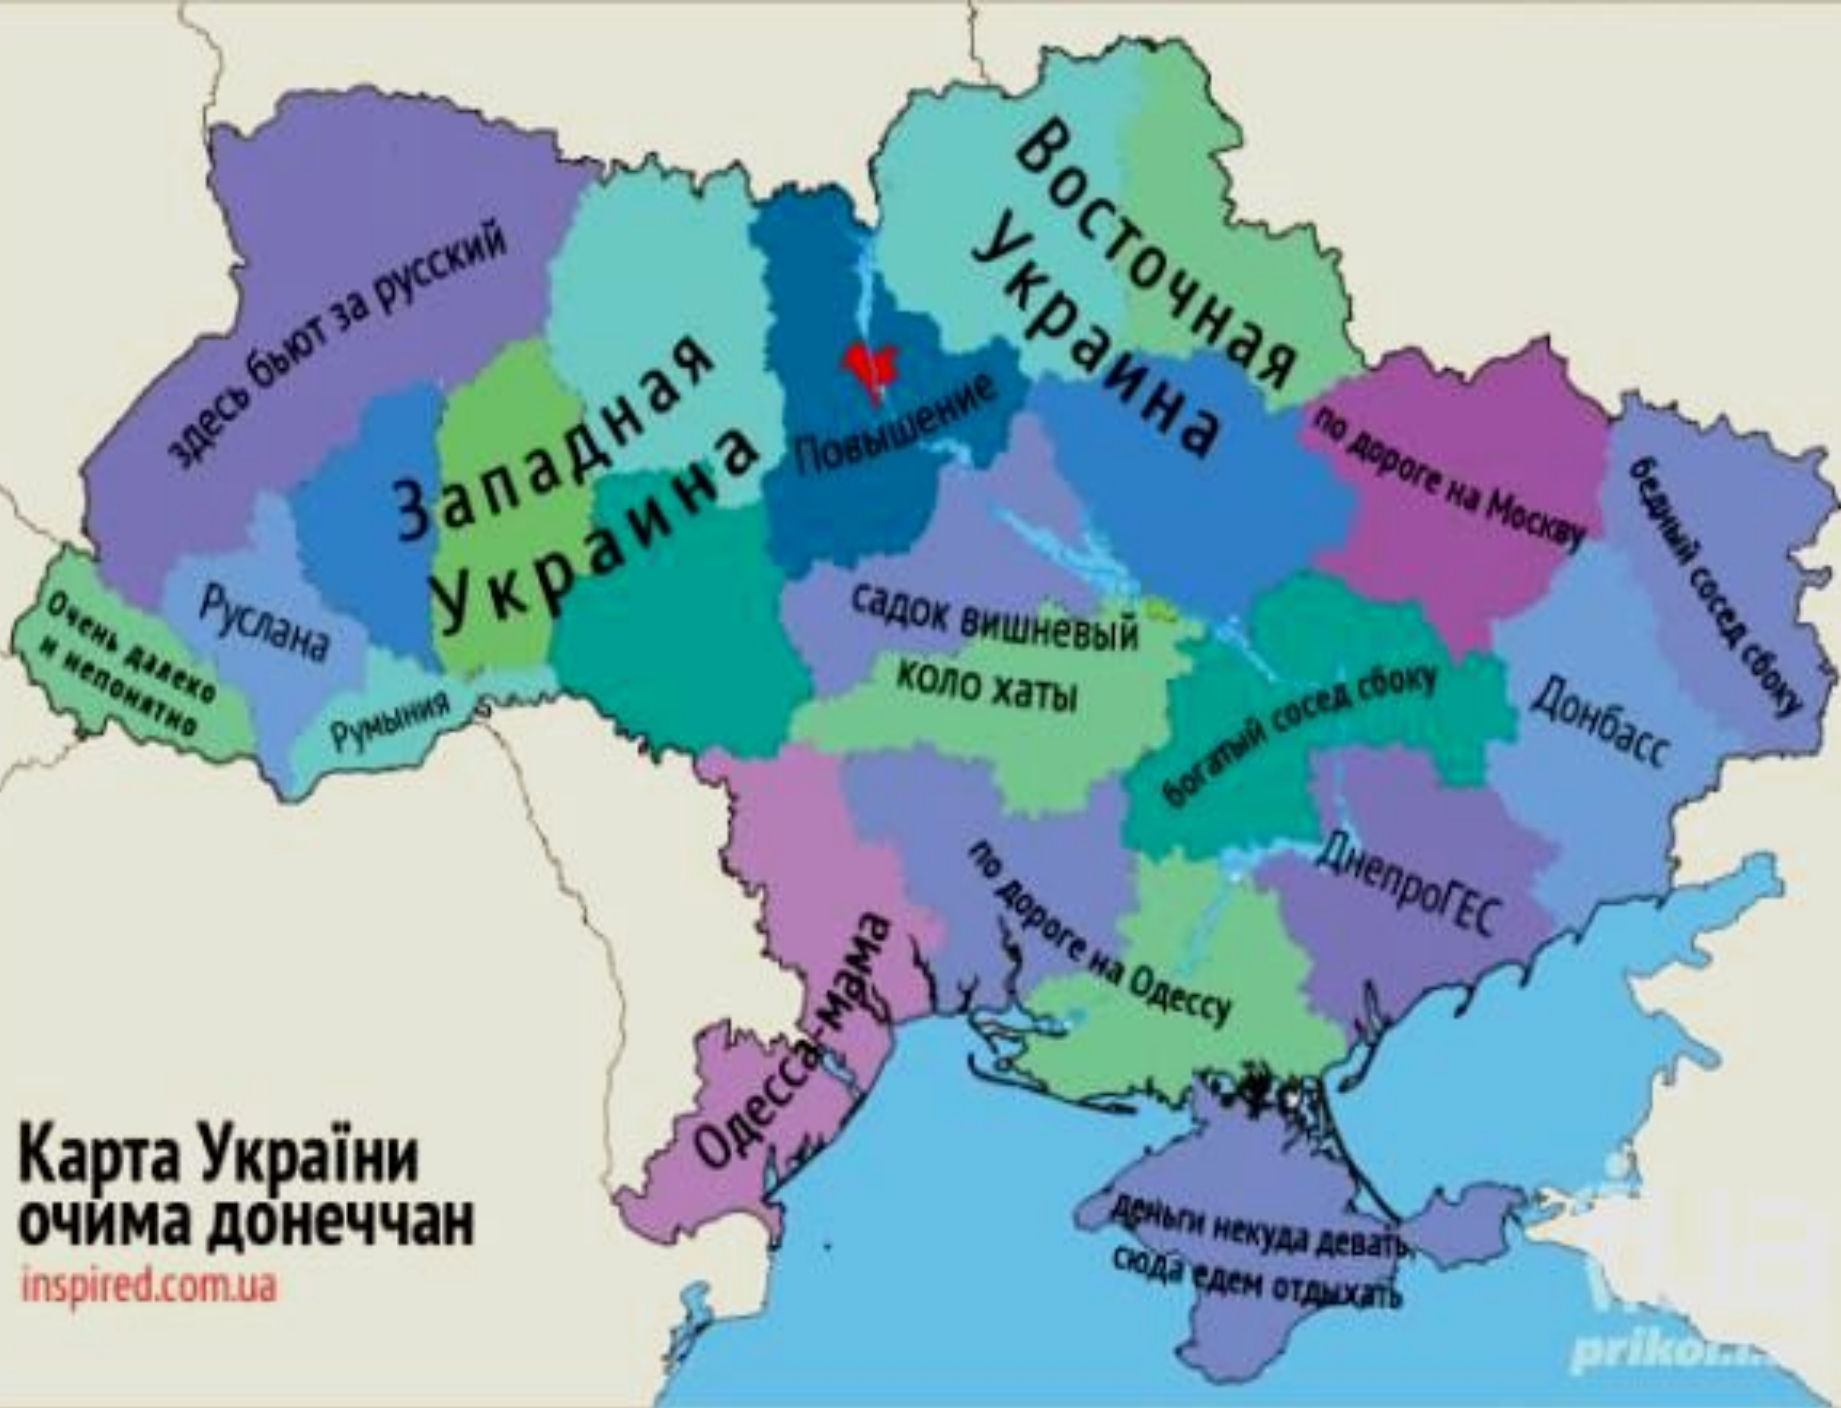 Восточная
Украина
здесь бьют за русский
Западная
Украина
Повышение
по дороге на Москву
бедный сосед сбоку
Очень далеко
и непонятно
Руслана
Румыния
садок вишневый
коло хаты
богатый сосед сбоку
Донбасс
ДнепроГЕС
по дороге на Одессу
Одесса-мама
деньги некуда девать,
сюда едем отдыхать
Карта України
очима донеччан
inspired.com.ua